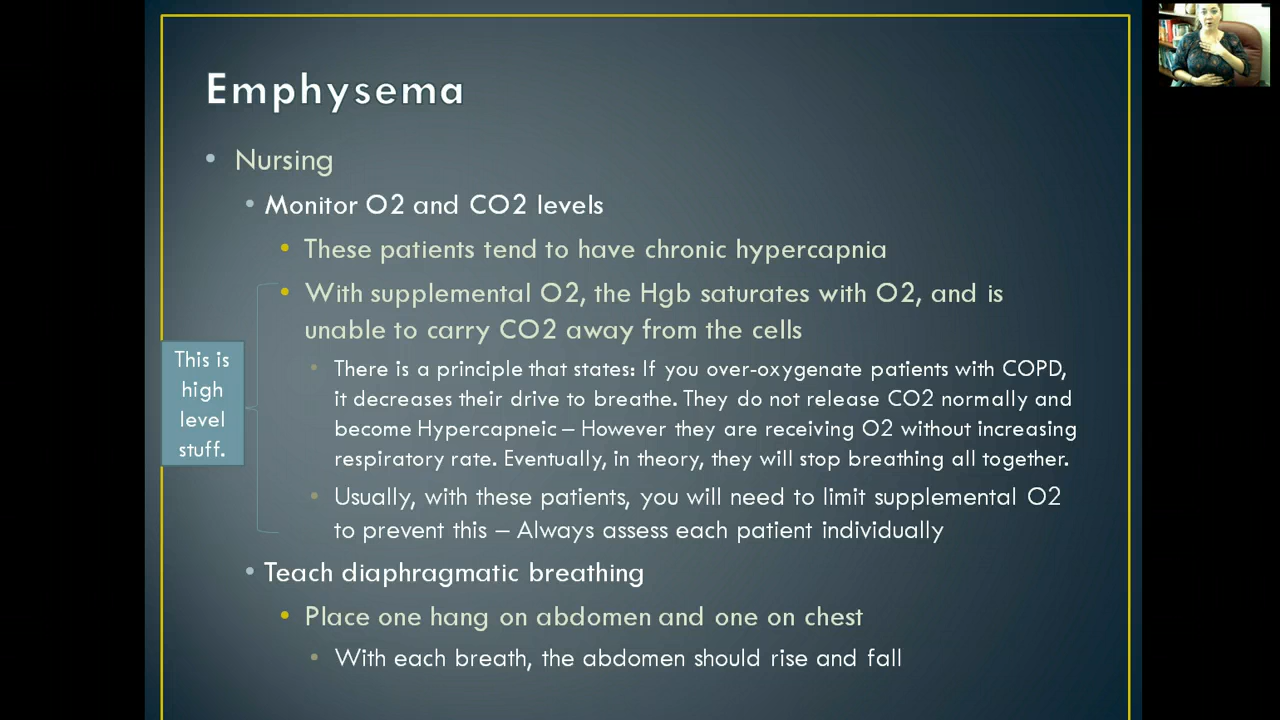 Emphysema
• Nursing
• Monitor O2 and CO2 levels
• These patients tend to have chronic hypercapnia
• With supplemental O2, the Hgb saturates with O2, and is
unable to carry CO2 away from the cells
This is
high
level
stuff.
• There is a principle that states: If you over-oxygenate patients with COPD,
it decreases their drive to breathe. They do not release CO2 normally and
become Hypercapneic – However they are receiving O2 without increasing
respiratory rate. Eventually, in theory, they will stop breathing all together.
• Usually, with these patients, you will need to limit supplemental O2
to prevent this – Always assess each patient individually
• Teach diaphragmatic breathing
• Place one hang on abdomen and one on chest
• With each breath, the abdomen should rise and fall